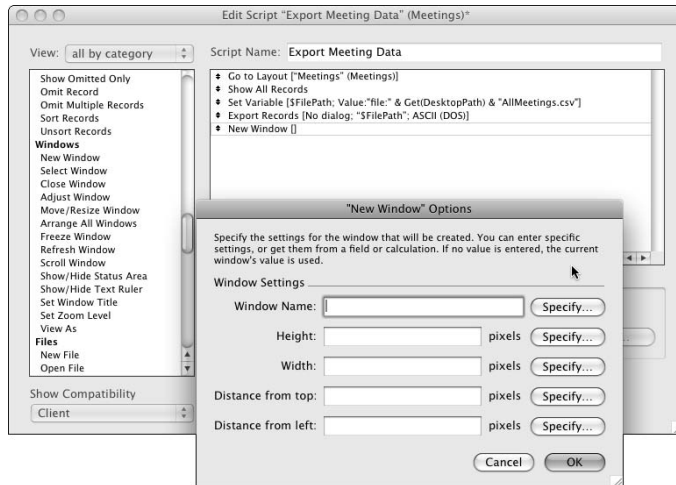 Edit Script “Export Meeting Data” (Meetings)*
View: all by category
Script Name: Export Meeting Data
Show Omitted Only
Omit Record
Omit Multiple Records
Sort Records
Unsort Records
Windows
New Window
Select Window
Close Window
Adjust Window
Move/Resize Window
Arrange All Windows
Freeze Window
Refresh Window
Scroll Window
Show/Hide Status Area
Show/Hide Text Ruler
Set Window Title
Set Zoom Level
View As
Files
New File
Open File
Show Compatibility
Client
Go to Layout [“Meetings” (Meetings)]
Show All Records
Set Variable [$FilePath; Value:"file:" & Get(DesktopPath) & "AllMeetings.csv"]
Export Records [No dialog; “$FilePath”; ASCII (DOS)]
New Window []
"New Window" Options
Specify the settings for the window that will be created. You can enter specific
settings, or get them from a field or calculation. If no value is entered, the current
window's value is used.
Window Settings
Window Name: Specify...
Height: pixels Specify...
Width: pixels Specify...
Distance from top: pixels Specify...
Distance from left: pixels Specify...
Cancel OK